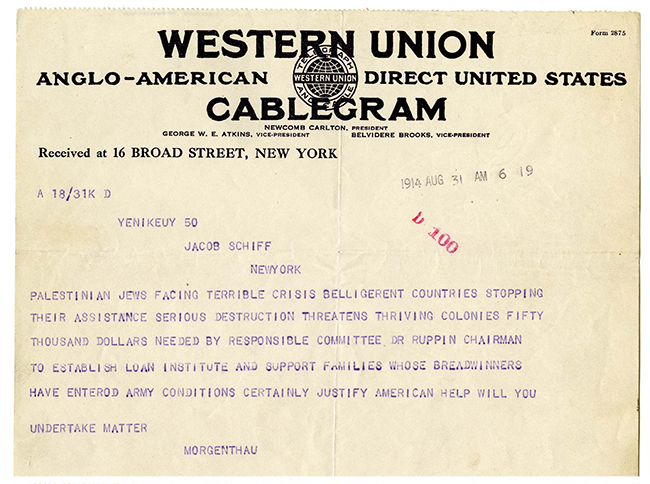 Form 2875
WESTERN UNION
TELEGRAPH
WESTERN UNION
AND CABLE
ANGLO-AMERICAN DIRECT UNITED STATES
CABLEGRAM
NEWCOMB CARLTON, PRESIDENT
GEORGE W. E. ATKINS, VICE-PRESIDENT BELVIDERE BROOKS, VICE-PRESIDENT
Received at 16 BROAD STREET, NEW YORK
1914 AUG 31 AM 6 19
A 18/31K D
b 100
YENIKEUY 50
JACOB SCHIFF
NEWYORK
PALESTINIAN JEWS FACING TERRIBLE CRISIS BELLIGERENT COUNTRIES STOPPING
THEIR ASSISTANCE SERIOUS DESTRUCTION THREATENS THRIVING COLONIES FIFTY
THOUSAND DOLLARS NEEDED BY RESPONSIBLE COMMITTEE DR RUPPIN CHAIRMAN
TO ESTABLISH LOAN INSTITUTE AND SUPPORT FAMILIES WHOSE BREADWINNERS
HAVE ENTEROD ARMY CONDITIONS CERTAINLY JUSTIFY AMERICAN HELP WILL YOU
UNDERTAKE MATTER
MORGENTHAU